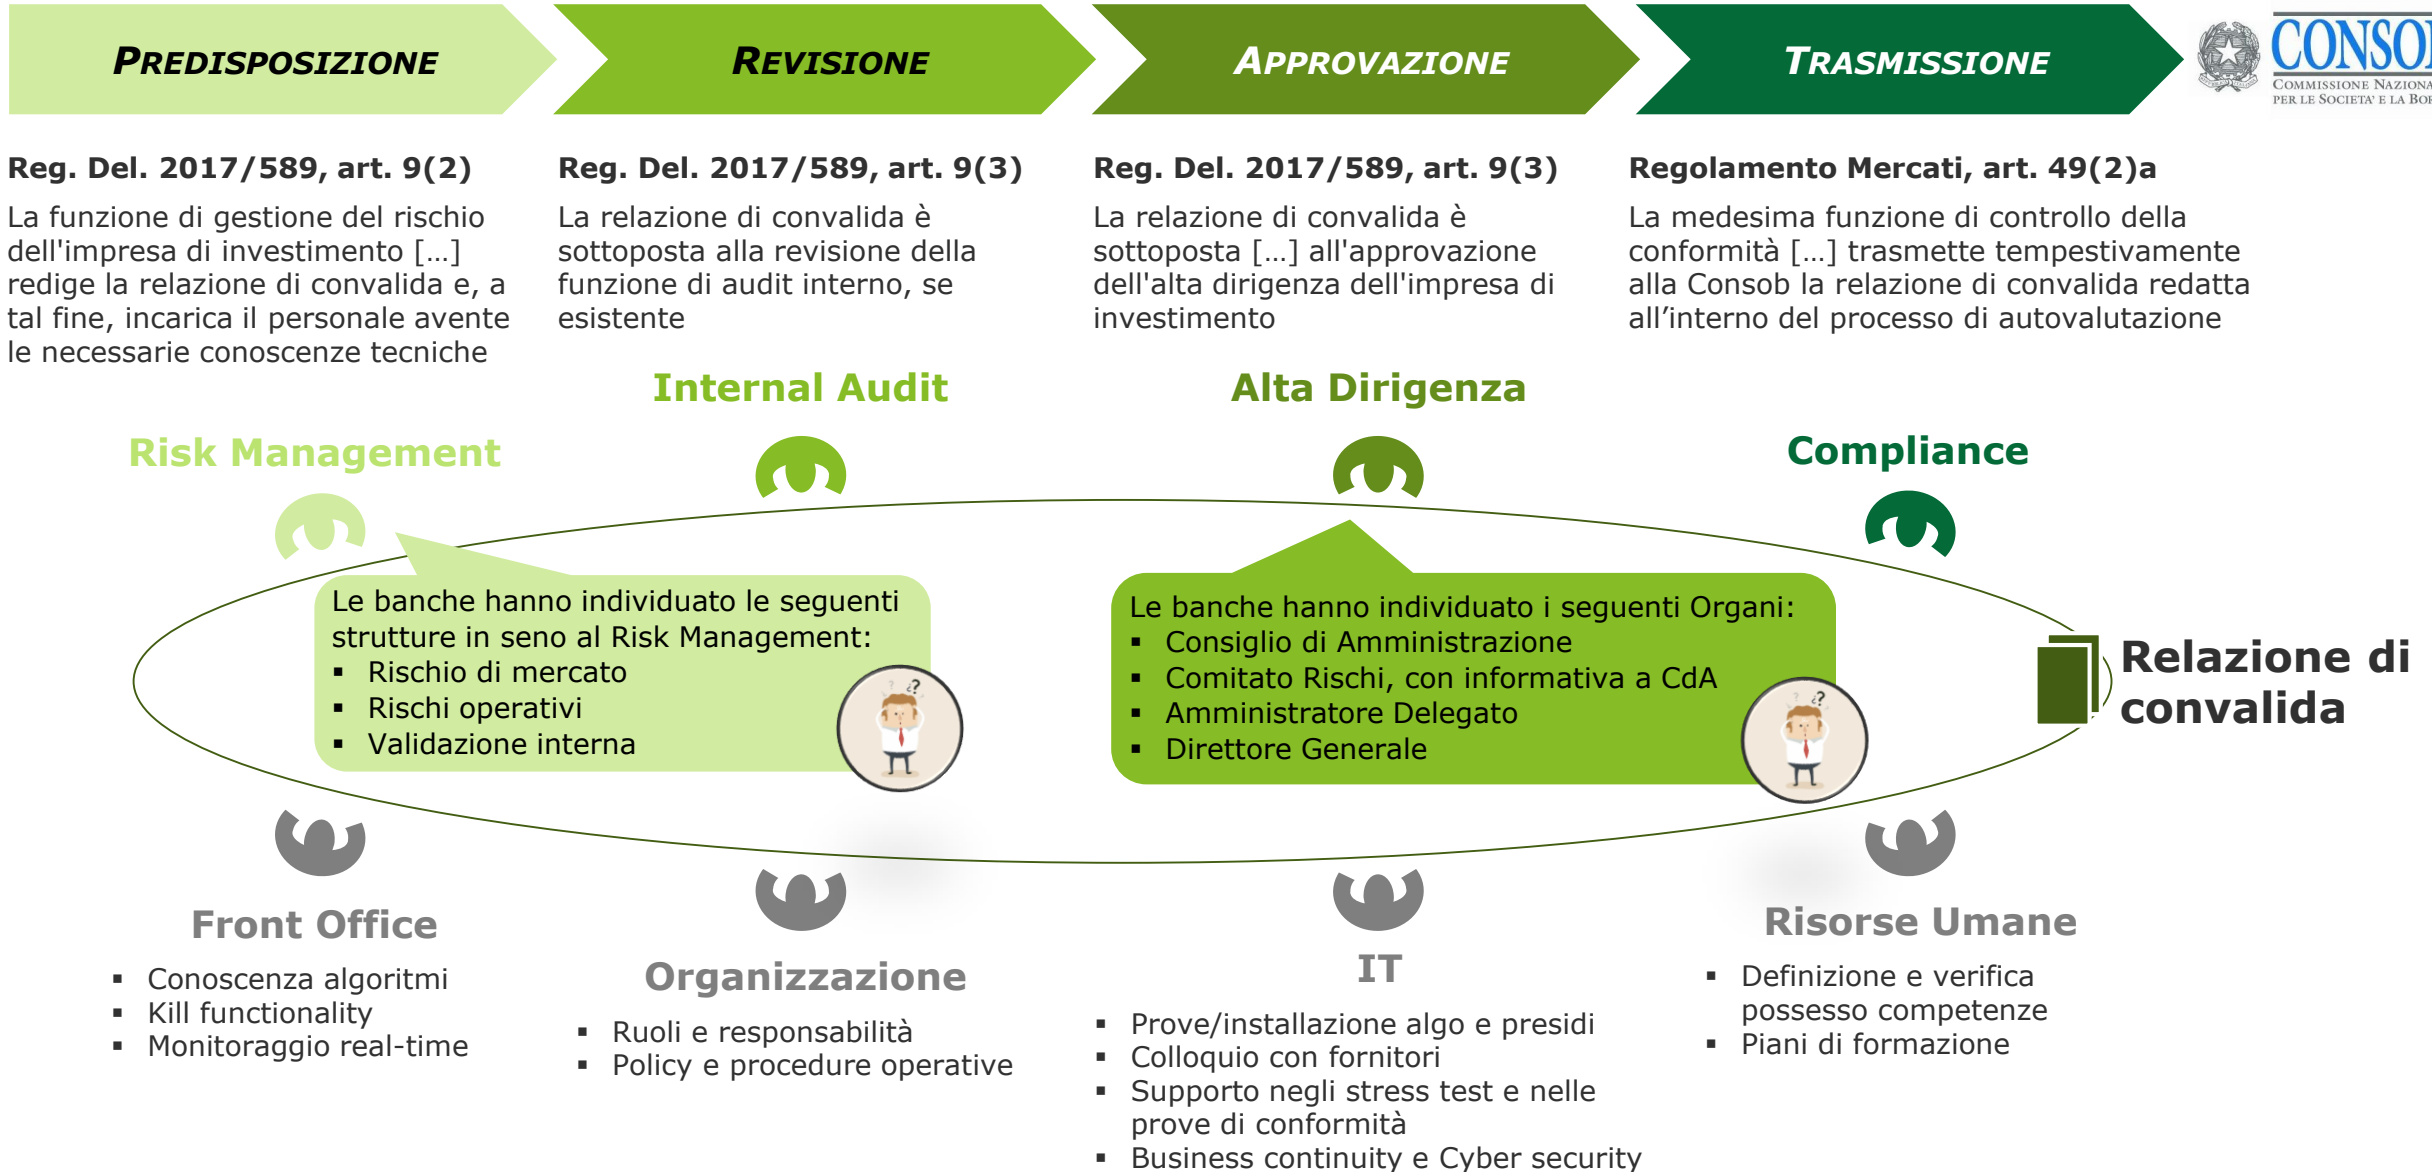 PREDISPOSIZIONE
REVISIONE
APPROVAZIONE
TRASMISSIONE
COMMISSIONE
PER LE SOCIETA' E LA
Reg. Del. 2017/589, art. 9(2)
La funzione di gestione del rischio
dell'impresa di investimento […]
redige la relazione di convalida e, a
tal fine, incarica il personale avente
le necessarie conoscenze tecniche
Reg. Del. 2017/589, art. 9(3)
La relazione di convalida è
sottoposta alla revisione della
funzione di audit interno, se
esistente
Reg. Del. 2017/589, art. 9(3)
La relazione di convalida è
sottoposta […] all'approvazione
dell'alta dirigenza dell'impresa di
investimento
Regolamento Mercati, art. 49(2)a
La medesima funzione di controllo della
conformità […] trasmette tempestivamente
alla Consob la relazione di convalida redatta
all’interno del processo di autovalutazione
Risk Management
Internal Audit
Alta Dirigenza
Compliance
Le banche hanno individuato le seguenti
strutture in seno al Risk Management:
▪ Rischio di mercato
▪ Rischi operativi
▪ Validazione interna
Le banche hanno individuato i seguenti Organi:
▪ Consiglio di Amministrazione
▪ Comitato Rischi, con informativa a CdA
▪ Amministratore Delegato
▪ Direttore Generale
Relazione di
convalida
Front Office
▪ Conoscenza algoritmi
▪ Kill functionality
▪ Monitoraggio real-time
Organizzazione
▪ Ruoli e responsabilità
▪ Policy e procedure operative
IT
▪ Prove/installazione algo e presidi
▪ Colloquio con fornitori
▪ Supporto negli stress test e nelle
prove di conformità
▪ Business continuity e Cyber security
Risorse Umane
▪ Definizione e verifica
possesso competenze
▪ Piani di formazione